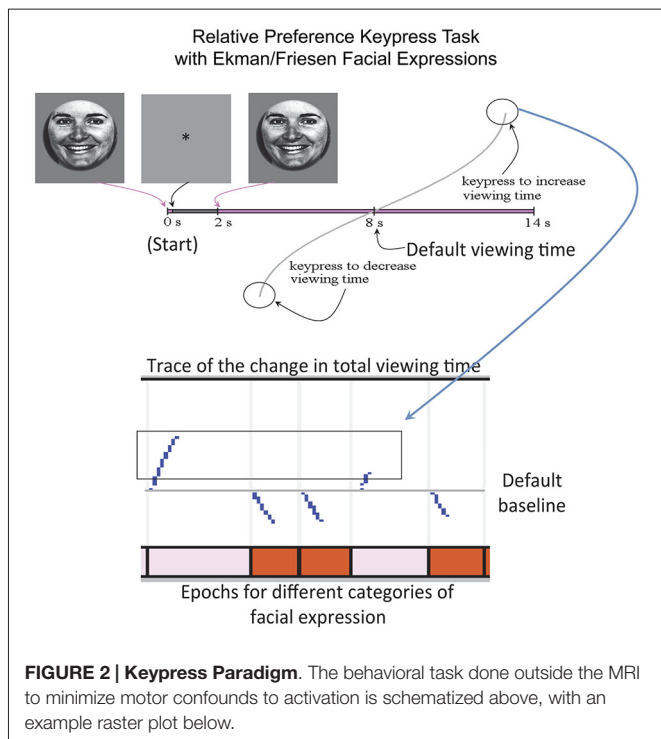 Relative Preference Keypress Task
with Ekman/Friesen Facial Expressions
*
keypress to increase
viewing time
0 s
2 s
8 s
14 s
(Start)
Default viewing time
keypress to decrease
viewing time
Trace of the change in total viewing time
Default
baseline
Epochs for different categories of
facial expression
FIGURE 2 | Keypress Paradigm. The behavioral task done outside the MRI
to minimize motor confounds to activation is schematized above, with an
example raster plot below.